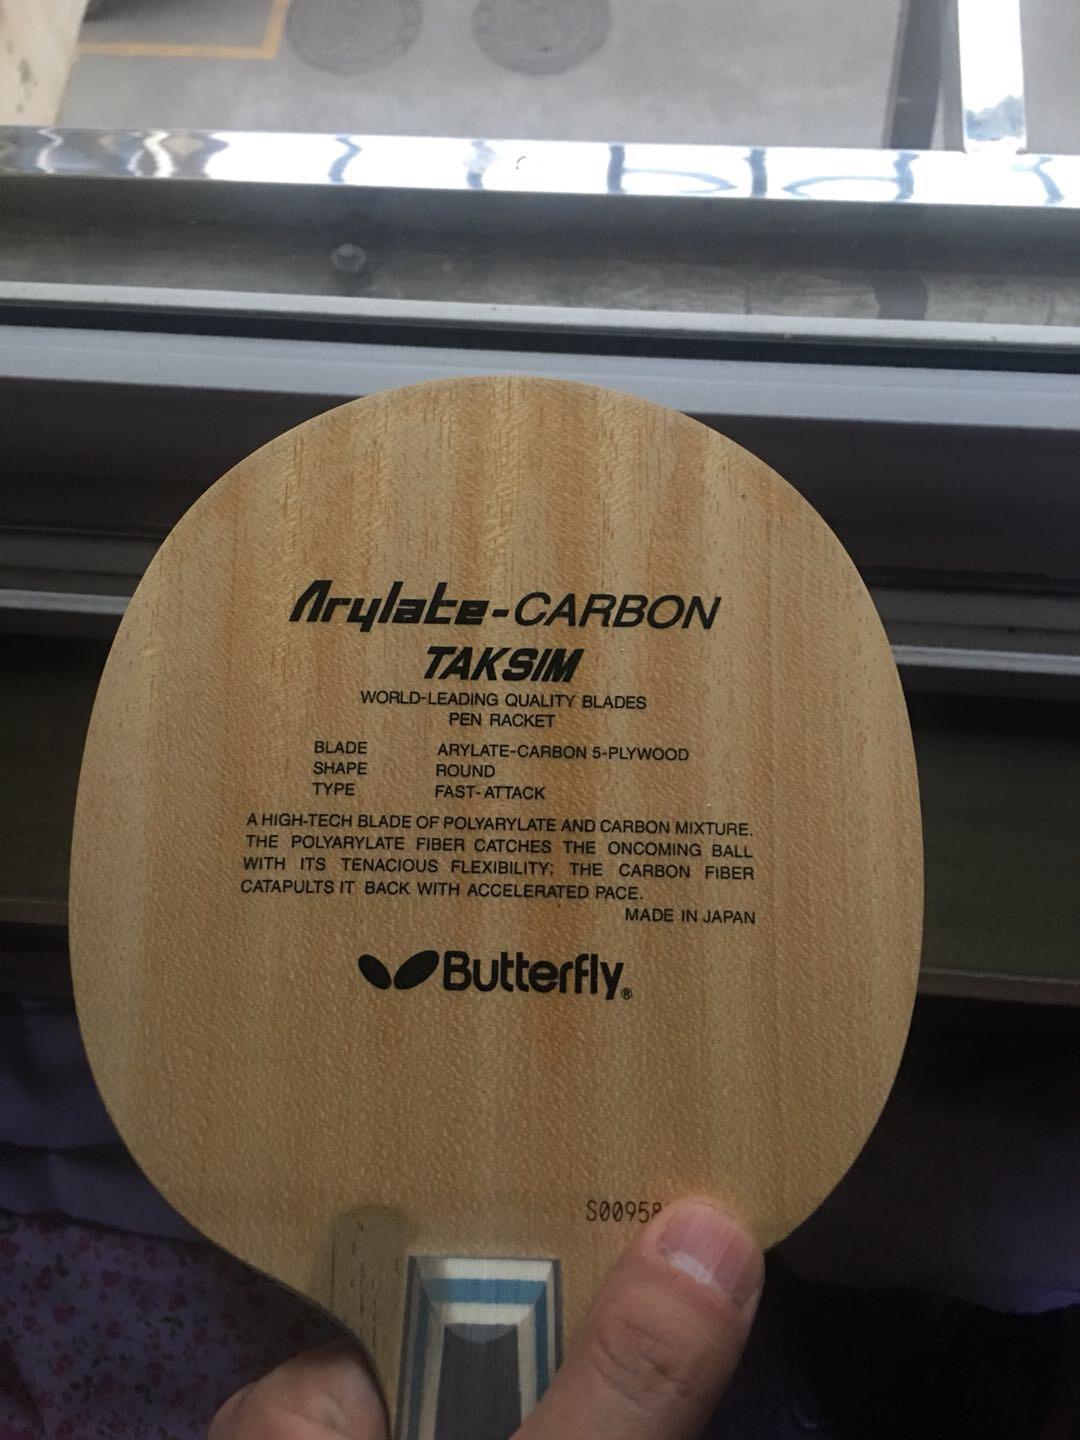 Arylate-CARBON
TAKSIM
WORLD-LEADING QUALITY BLADES
PEN RACKET
BLADE ARYLATE-CARBON 5-PLYWOOD
SHAPE ROUND
TYPE FAST-ATTACK
A HIGH-TECH BLADE OF POLYARYLATE AND CARBON MIXTURE.
THE POLYARYLATE FIBER CATCHES THE ONCOMING BALL
WITH ITS TENACIOUS FLEXIBILITY; THE CARBON FIBER
CATAPULTS IT BACK WITH ACCELERATED PACE.
MADE IN JAPAN
Butterfly®